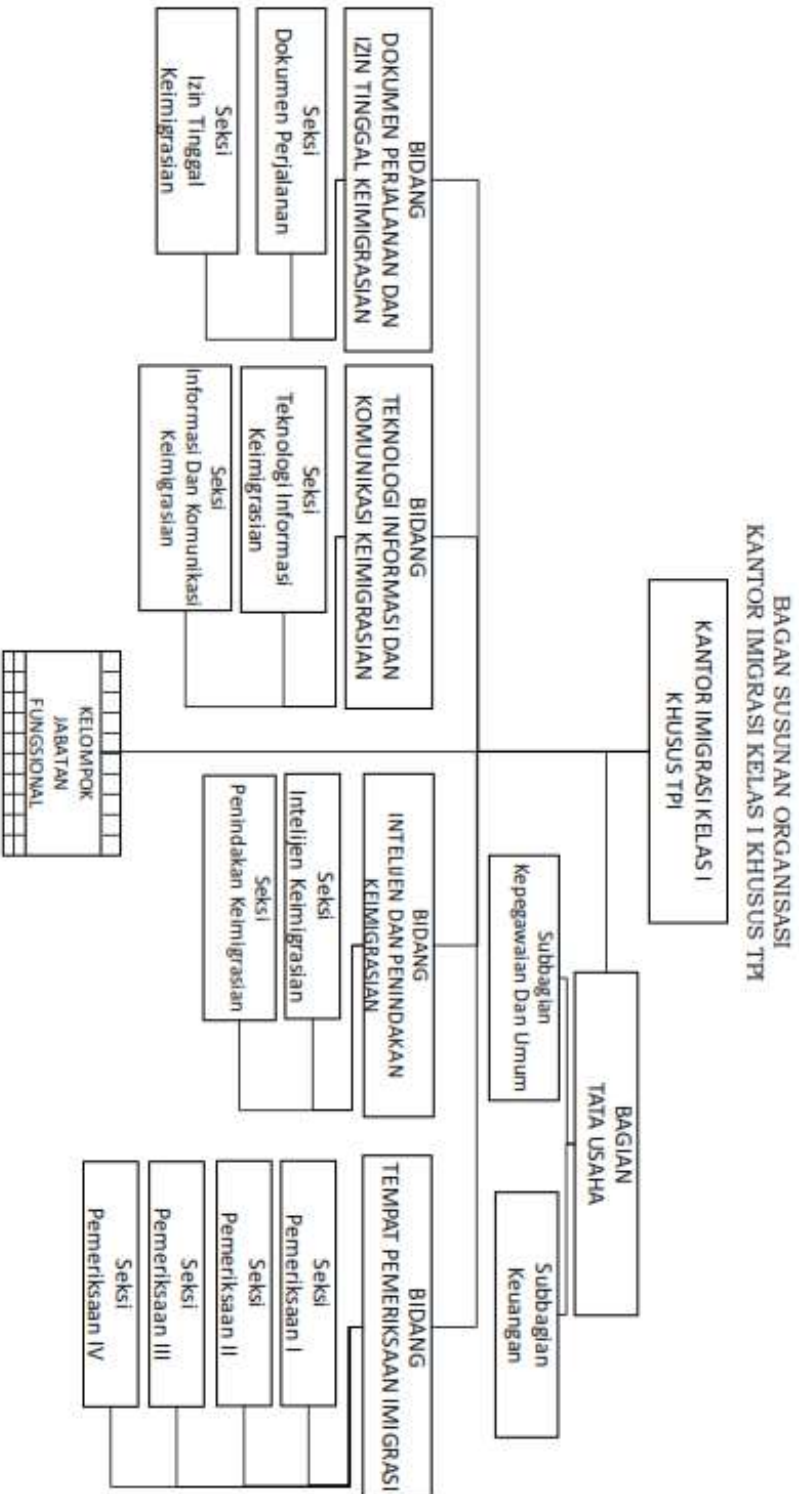 BAGAN SUSUNAN ORGANISASI
KANTOR IMIGRASI KELAS I KHUSUS TPI
KANTOR IMIGRASI KELAS I
KHUSUS TPI
BAGIAN
TATA USAHA
Subbagian
Kepegawaian Dan Umum
Subbagian
Keuangan
BIDANG
DOKUMEN PERJALANAN DAN
IZIN TINGGAL KEIMIGRASIAN
Seksi
Dokumen Perjalanan
Seksi
Izin Tinggal
Keimigrasian
BIDANG
TEKNOLOGI INFORMASI DAN
KOMUNIKASI KEIMIGRASIAN
Seksi
Teknologi Informasi
Keimigrasian
Seksi
Informasi Dan Komunikasi
Keimigrasian
BIDANG
INTELIJEN DAN PENINDAKAN
KEIMIGRASIAN
Seksi
Intelijen Keimigrasian
Seksi
Penindakan Keimigrasian
BIDANG
TEMPAT PEMERIKSAAN IMIGRASI
Seksi
Pemeriksaan I
Seksi
Pemeriksaan II
Seksi
Pemeriksaan III
Seksi
Pemeriksaan IV
KELOMPOK
JABATAN
FUNGSIONAL